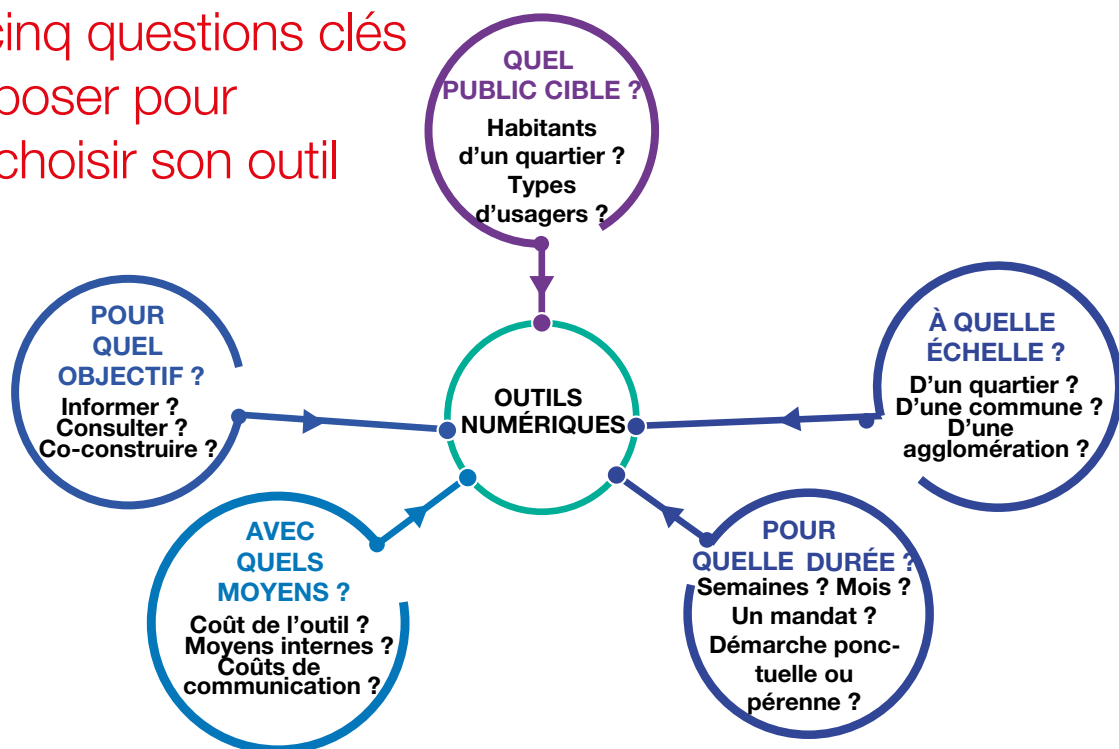 cinq questions clés
poser pour
choisir son outil
QUEL
PUBLIC CIBLE ?
Habitants
d'un quartier ?
Types
d'usagers ?
POUR
QUEL
OBJECTIF ?
Informer ?
Consulter ?
Co-construire ?
OUTILS
NUMÉRIQUES
À QUELLE
ÉCHELLE ?
D'un quartier ?
D'une commune ?
D'une
agglomération ?
AVEC
QUELS
MOYENS ?
Coût de l'outil ?
Moyens internes ?
Coûts de
communication ?
POUR
QUELLE DURÉE ?
Semaines ? Mois ?
Un mandat ?
Démarche ponc-
tuelle ou
pérenne ?